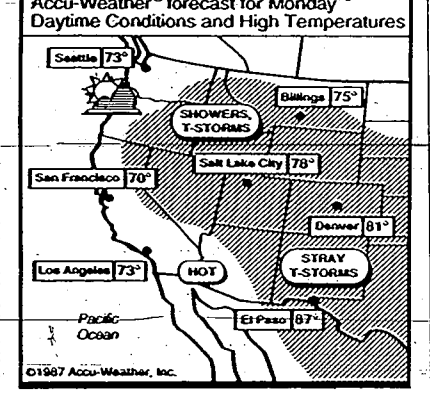 Accu-Weather® forecast for Monday
Daytime Conditions and High Temperatures
Seattle 73°
Billings 75°
SHOWERS,
T-STORMS
Salt Lake City 78°
San Francisco 70°
Denver 81°
STRAY
T-STORMS
Los Angeles 73°
HOT
El Paso 87°
Pacific
Ocean
©1987 Accu-Weather, Inc.